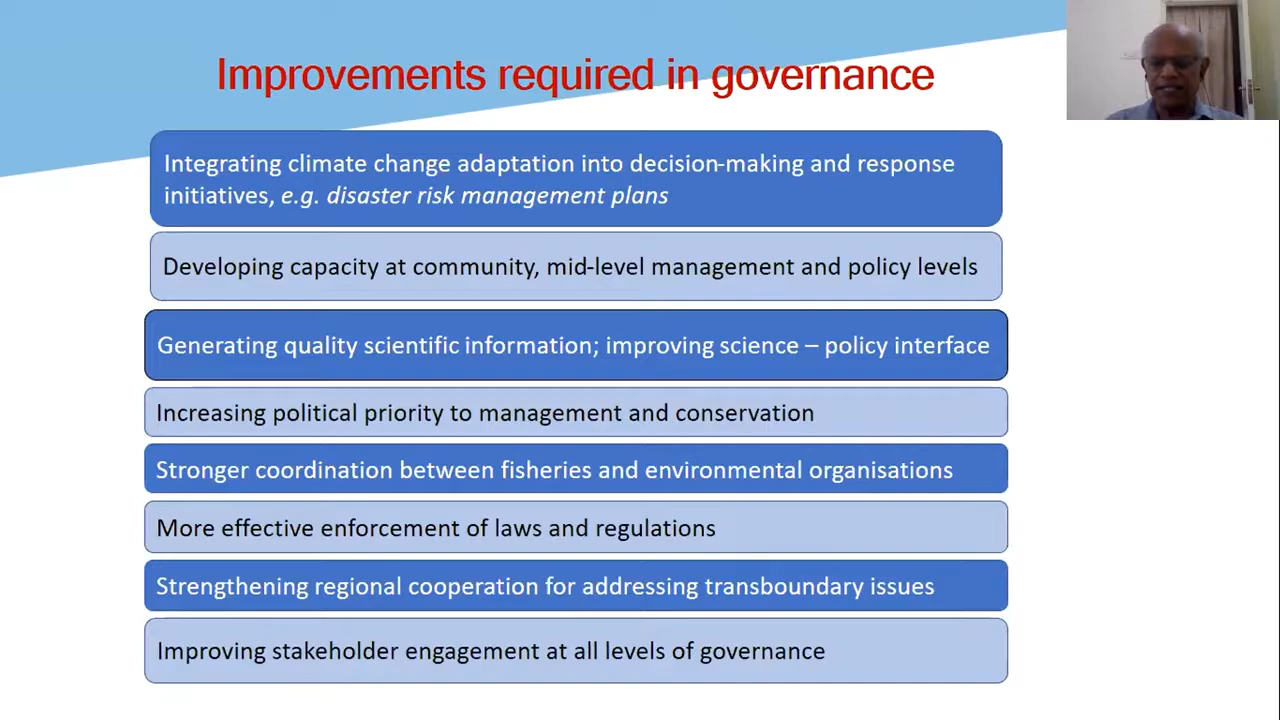 Improvements required in governance
Integrating climate change adaptation into decision-making and response
initiatives, e.g. disaster risk management plans
Developing capacity at community, mid-level management and policy levels
Generating quality scientific information; improving science – policy interface
Increasing political priority to management and conservation
Stronger coordination between fisheries and environmental organisations
More effective enforcement of laws and regulations
Strengthening regional cooperation for addressing transboundary issues
Improving stakeholder engagement at all levels of governance